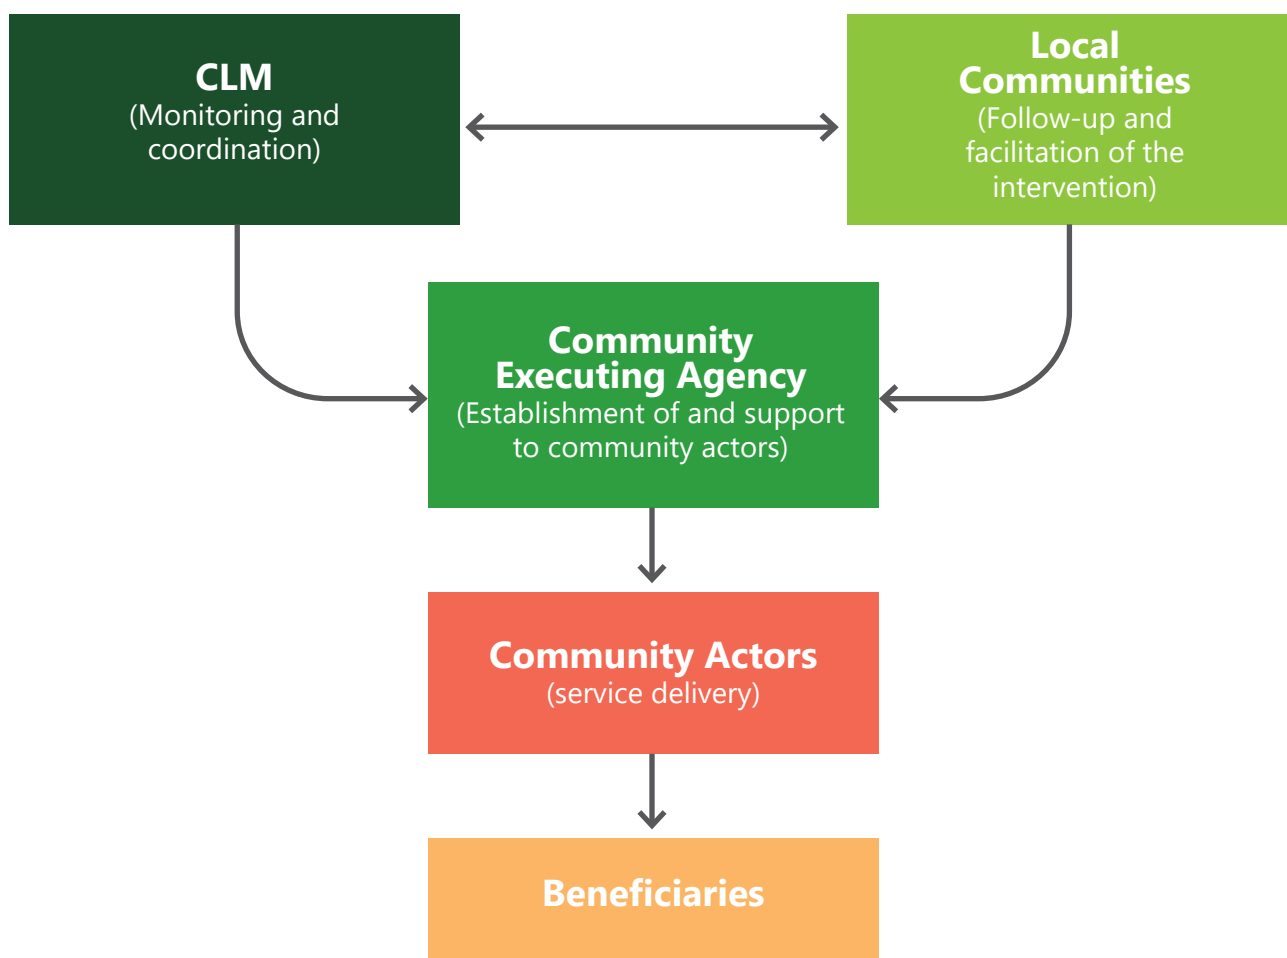 CLM
(Monitoring and
coordination)
Local
Communities
(Follow-up and
facilitation of the
intervention)
Community
Executing Agency
(Establishment of and support
to community actors)
Community Actors
(service delivery)
Beneficiaries